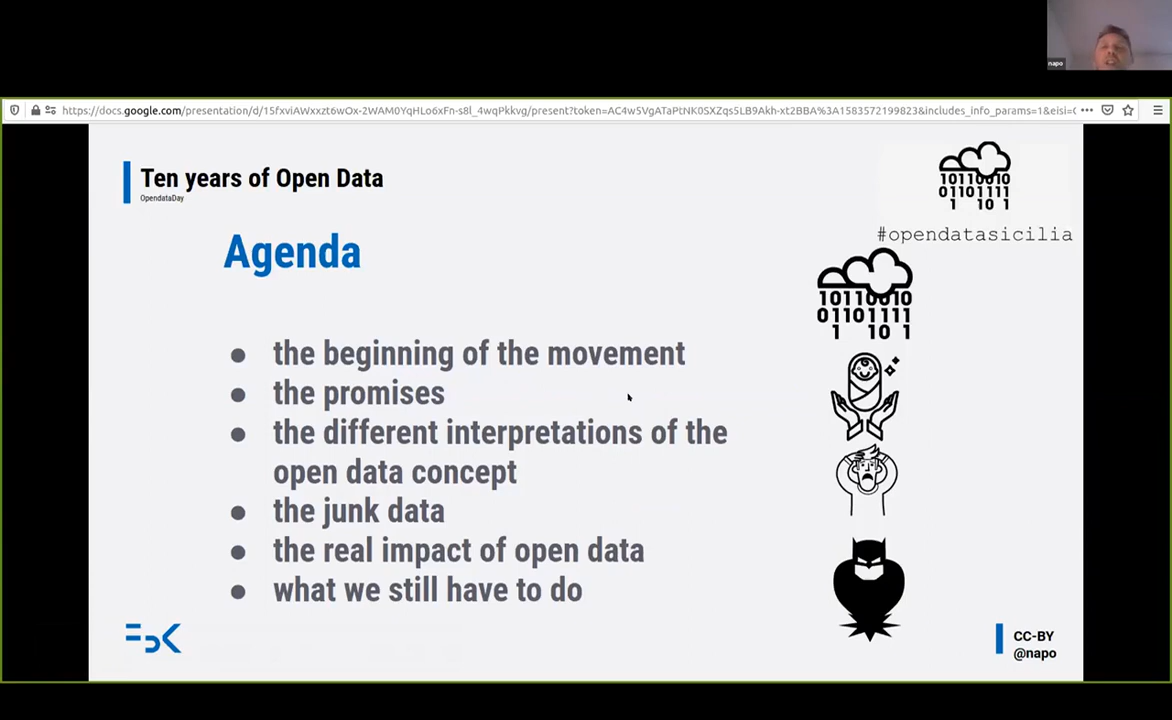 napo
https://docs.google.com/presentation/d/15fxviAWxxzt6wOx-2WAM0YqHLo6xFn-s8l_4wqPkkvg/present?token=AC4w5VgATaPtNK0SXZqs5LB9Akh-xt2BBA%3A1583572199823&includes_info_params=1&eisi=C
Ten years of Open Data
OpendataDay
10110010
01101111
1 10 1
#opendatasicilia
Agenda
10110010
01101111
1 10 1
● the beginning of the movement
● the promises
● the different interpretations of the
open data concept
● the junk data
● the real impact of open data
● what we still have to do
FBK
CC-BY
@napo